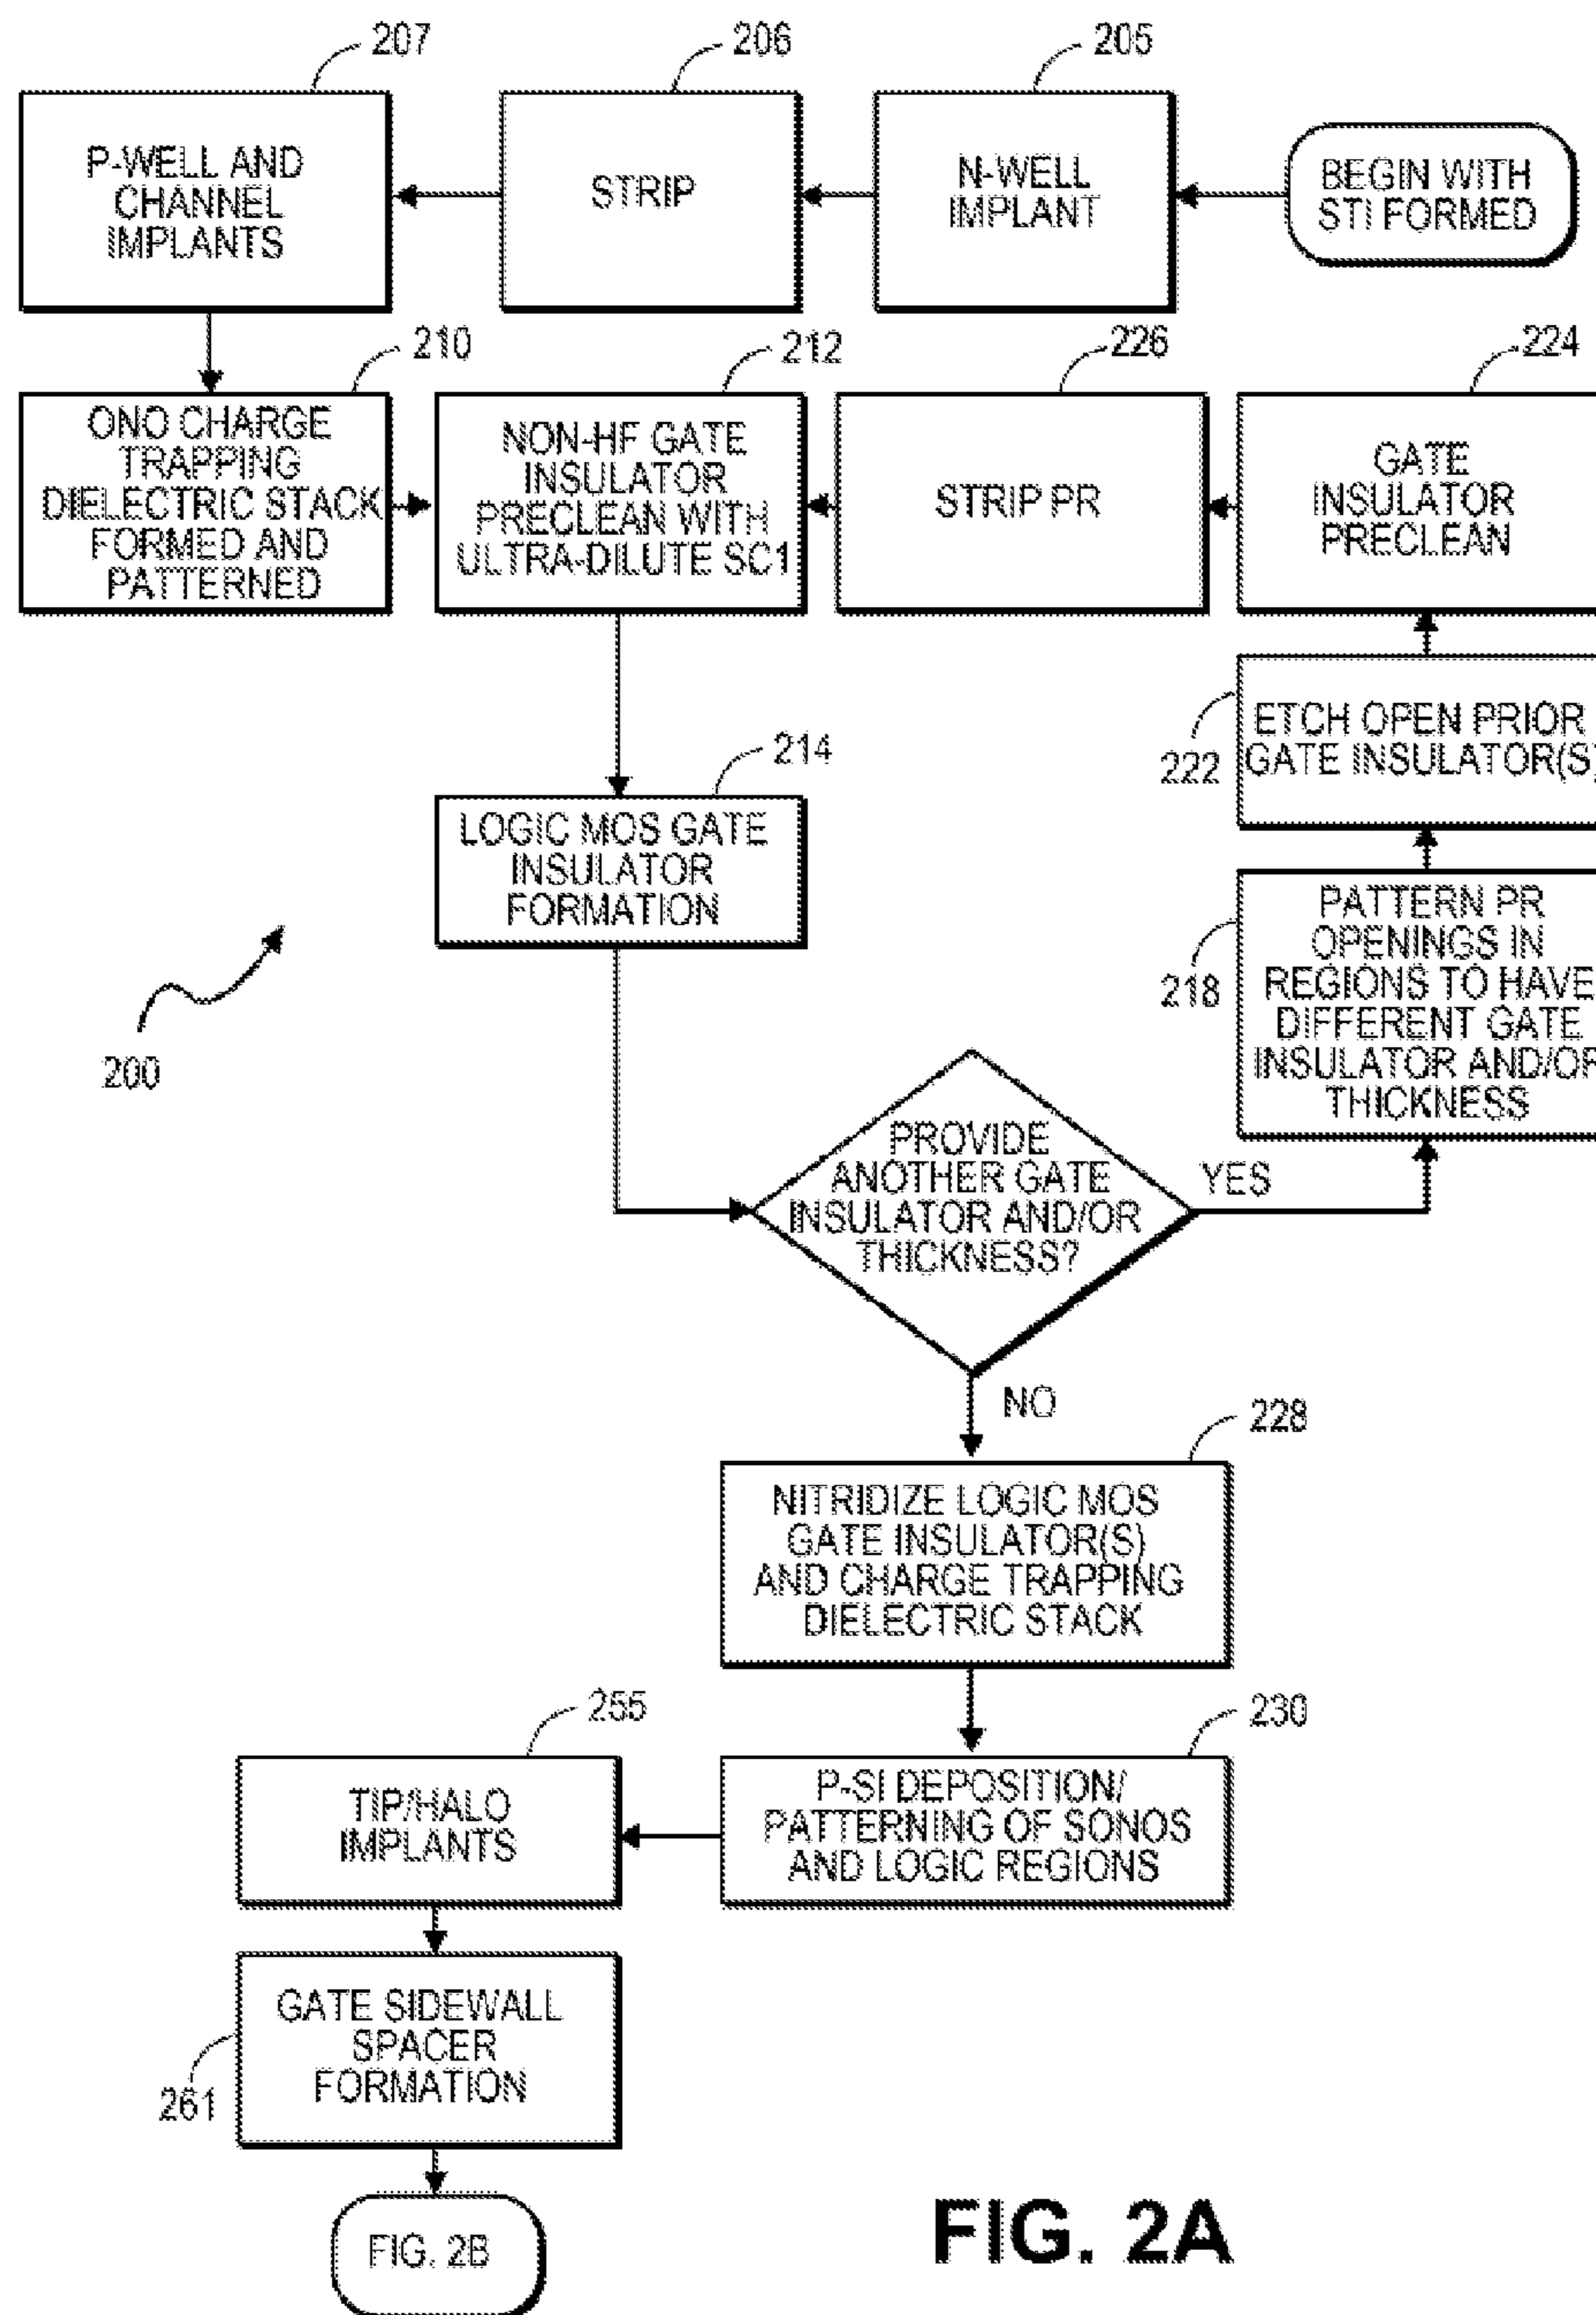 207
206
205
P-WELL AND
CHANNEL
IMPLANTS
STRIP
N-WELL
IMPLANT
BEGIN WITH
STI FORMED
210
212
226
224
ONO CHARGE
TRAPPING
DIELECTRIC STACK
FORMED AND
PATTERNED
NON-HF GATE
INSULATOR
PRECLEAN WITH
ULTRA-DILUTE SC1
STRIP PR
GATE
INSULATOR
PRECLEAN
222
ETCH OPEN PRIOR
GATE INSULATOR(S)
214
LOGIC MOS GATE
INSULATOR
FORMATION
218
PATTERN PR
OPENINGS IN
REGIONS TO HAVE
DIFFERENT GATE
INSULATOR AND/OR
THICKNESS
200
PROVIDE
ANOTHER GATE
INSULATOR AND/OR
THICKNESS?
YES
NO
228
NITRIDIZE LOGIC MOS
GATE INSULATOR(S)
AND CHARGE TRAPPING
DIELECTRIC STACK
255
230
TIP/HALO
IMPLANTS
P-SI DEPOSITION/
PATTERNING OF SONOS
AND LOGIC REGIONS
GATE SIDEWALL
SPACER
FORMATION
261
FIG. 2B
FIG. 2A